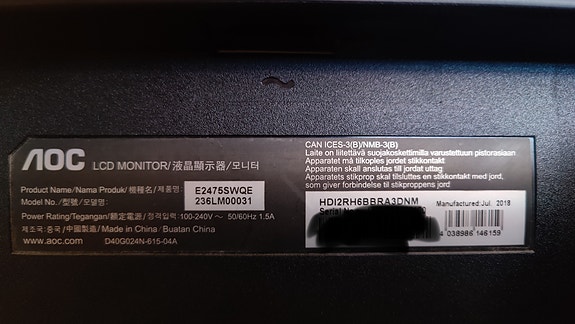 AOC LCD MONITOR/液晶顯示器/모니터
Product Name/Nama Produk/機種名/제품명: E2475SWQE
Model No./型號/모델명: 236LM00031
Power Rating/Tegangan/額定電源/정격입력: 100-240V ~ 50/60Hz 1.5A
제조국: 중국 / 中國製造/ Made in China / Buatan China
www.aoc.com D40G024N-615-04A
CAN ICES-3(B)/NMB-3(B)
Laite on liitettävä suojakoskettimilla varustettuun pistorasiaan
Apparatet må tilkoples jordet stikkontakt
Apparaten skall anslutas till jordat uttag
Apparatets stikprop skal tilsluttes en stikkontakt med jord,
som giver forbindelse til stikproppens jord
HDI2RH6BBRA3DNM Manufactured:Jul. 2018
Serial
4 038986 146159